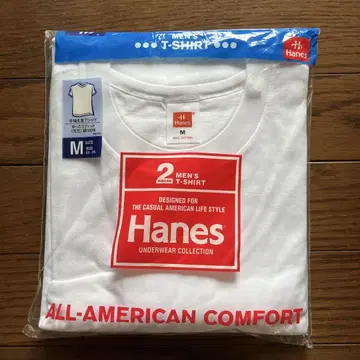 MEN'S
T-SHIRT
Hanes
Hanes
M
M
SIZE
2 MEN'S
T-SHIRT
DESIGNED FOR
THE CASUAL AMERICAN LIFE STYLE
Hanes
UNDERWEAR COLLECTION
ALL-AMERICAN COMFORT